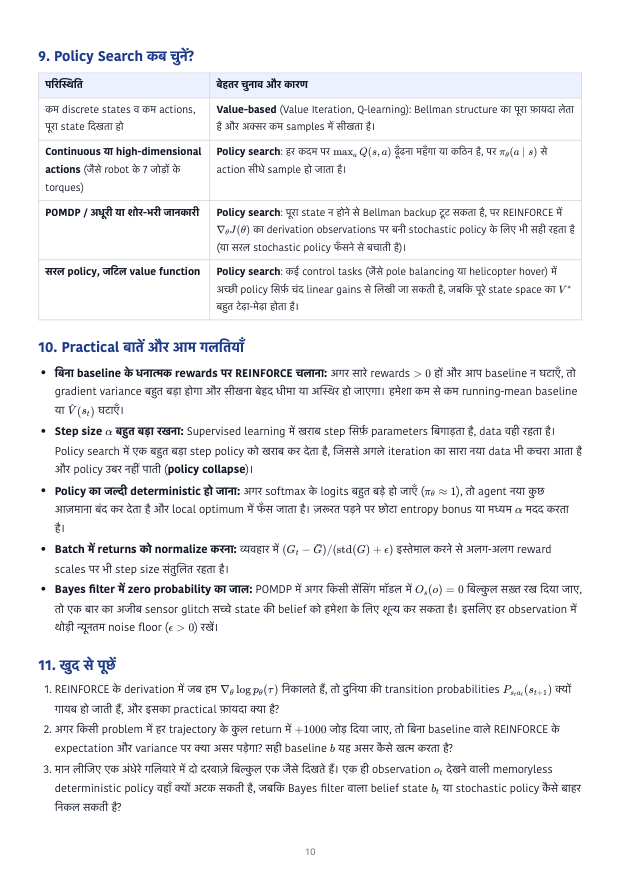 9. Policy Search कब चुनें?
परिस्थिति	बेहतर चुनाव और कारण
कम discrete states व कम actions,
पूरा state दिखता हो
Value-based (Value Iteration, Q-learning): Bellman structure का पूरा फ़ायदा लेता
है और अक्सर कम samples में सीखता है।
Continuous या high-dimensional
actions (जैसे robot के 7 जोड़ों के
torques)
Policy search: हर कदम पर maxₐ Q(s, a) ढूँढना महँगा या कठिन है, पर π_θ(a | s) से
action सीधे sample हो जाता है।
POMDP / अधूरी या शोर-भरी जानकारी
Policy search: पूरा state न होने से Bellman backup टूट सकता है, पर REINFORCE में
∇_θJ(θ) का derivation observations पर बनी stochastic policy के लिए भी सही रहता है
(या सरल stochastic policy फँसने से बचाती है)।
सरल policy, जटिल value function
Policy search: कई control tasks (जैसे pole balancing या helicopter hover) में
अच्छी policy सिर्फ़ चंद linear gains से लिखी जा सकती है, जबकि पूरे state space का V*
बहुत टेढ़ा-मेढ़ा होता है।
10. Practical बातें और आम गलतियाँ
• बिना baseline के धनात्मक rewards पर REINFORCE चलाना: अगर सारे rewards > 0 हों और आप baseline न घटाएँ, तो
gradient variance बहुत बड़ा होगा और सीखना बेहद धीमा या अस्थिर हो जाएगा। हमेशा कम से कम running-mean baseline
या V̂(s_t) घटाएँ।
• Step size α बहुत बड़ा रखना: Supervised learning में खराब step सिर्फ़ parameters बिगाड़ता है, data वही रहता है।
Policy search में एक बहुत बड़ा step policy को खराब कर देता है, जिससे अगले iteration का सारा नया data भी कचरा आता है
और policy उबर नहीं पाती (policy collapse)।
• Policy का जल्दी deterministic हो जाना: अगर softmax के logits बहुत बड़े हो जाएँ (π_θ ≈ 1), तो agent नया कुछ
आज़माना बंद कर देता है और local optimum में फँस जाता है। ज़रूरत पड़ने पर छोटा entropy bonus या मध्यम α मदद करता
है।
• Batch में returns को normalize करना: व्यवहार में (G_t − Ḡ)/(std(G) + ϵ) इस्तेमाल करने से अलग-अलग reward
scales पर भी step size संतुलित रहता है।
• Bayes filter में zero probability का जाल: POMDP में अगर किसी सेंसिंग मॉडल में O_s(o) = 0 बिल्कुल सख़्त रख दिया जाए,
तो एक बार का अजीब sensor glitch सच्चे state की belief को हमेशा के लिए शून्य कर सकता है। इसलिए हर observation में
थोड़ी न्यूनतम noise floor (ϵ > 0) रखें।
11. खुद से पूछें
1. REINFORCE के derivation में जब हम ∇_θ log p_θ(τ) निकालते हैं, तो दुनिया की transition probabilities P_{s_t a_t}(s_{t+1}) क्यों
गायब हो जाती हैं, और इसका practical फ़ायदा क्या है?
2. अगर किसी problem में हर trajectory के कुल return में +1000 जोड़ दिया जाए, तो बिना baseline वाले REINFORCE के
expectation और variance पर क्या असर पड़ेगा? सही baseline b यह असर कैसे खत्म करता है?
3. मान लीजिए एक अंधेरे गलियारे में दो दरवाज़े बिल्कुल एक जैसे दिखते हैं। एक ही observation o_t देखने वाली memoryless
deterministic policy वहाँ क्यों अटक सकती है, जबकि Bayes filter वाला belief state b_t या stochastic policy कैसे बाहर
निकल सकती है?
10